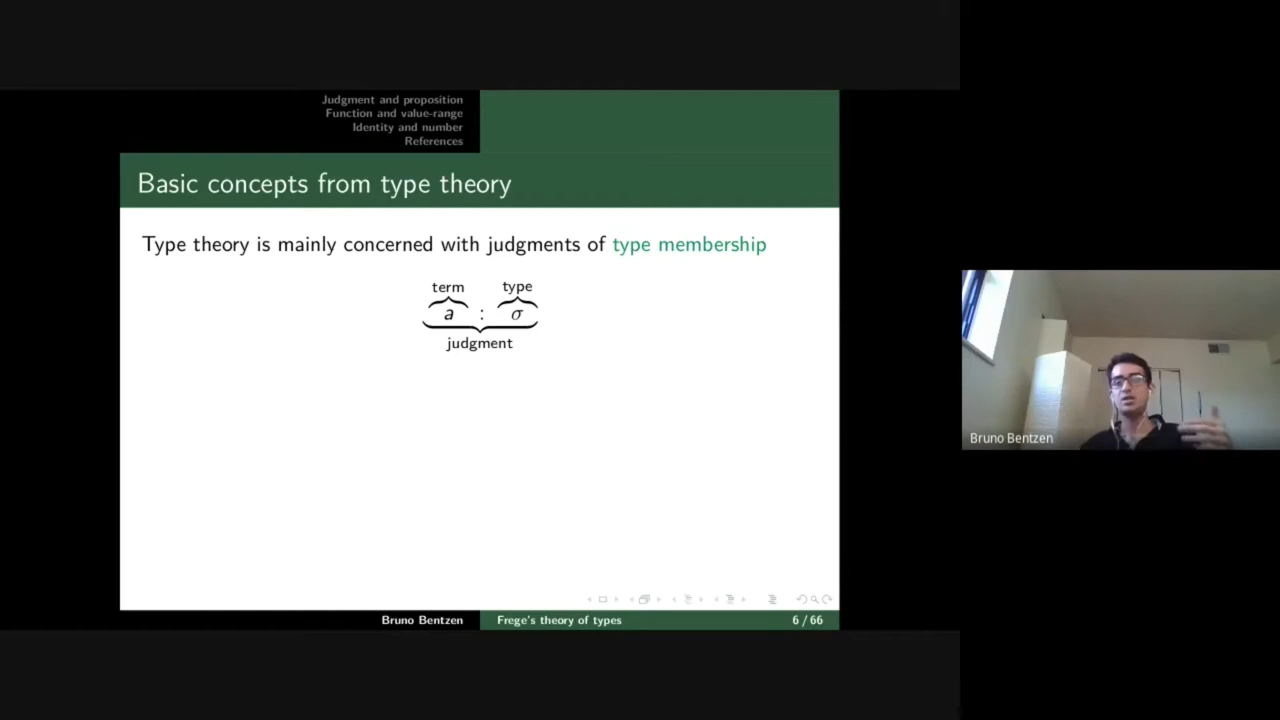 Judgment and proposition
Function and value-range
Identity and number
References
Basic concepts from type theory
Type theory is mainly concerned with judgments of type membership
term type
a : σ
judgment
Bruno Bentzen
Bruno Bentzen Frege's theory of types 6 / 66